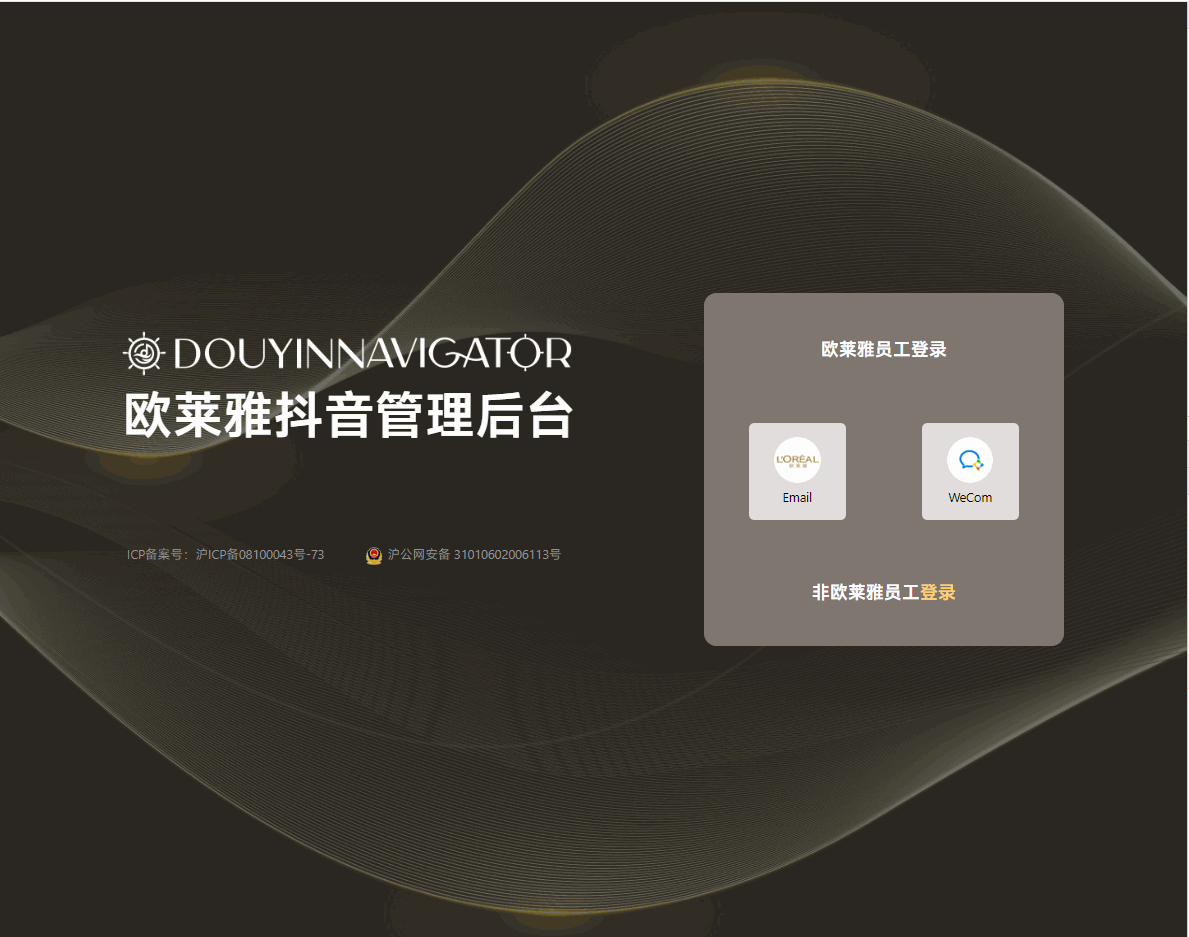 DOUYINNAVIGATOR
欧莱雅抖音管理后台
ICP备案号：沪ICP备08100043号-73
沪公网安备 31010602006113号
欧莱雅员工登录
L'ORÉAL
欧莱雅
Email
WeCom
非欧莱雅员工登录